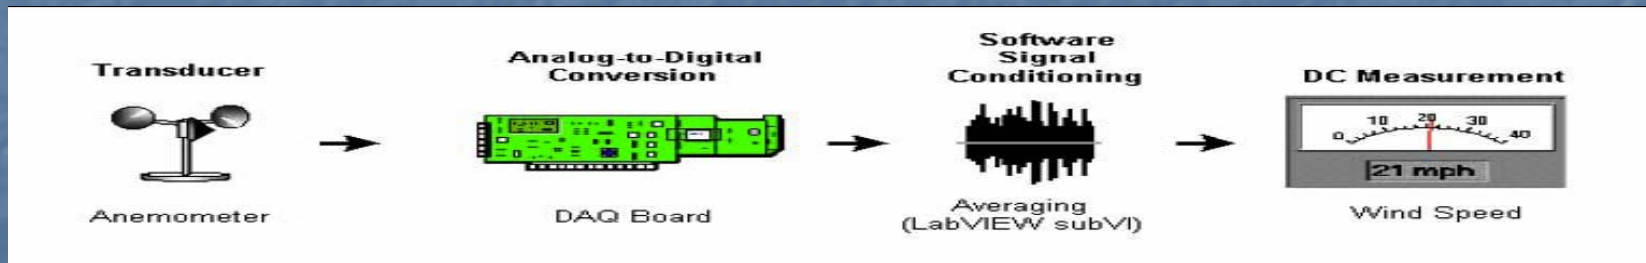 Transducer
Anemometer
Analog-to-Digital
Conversion
DAQ Board
Software
Signal
Conditioning
Averaging
(LabVIEW subVI)
DC Measurement
0 10 20 30 40
21 mph
Wind Speed